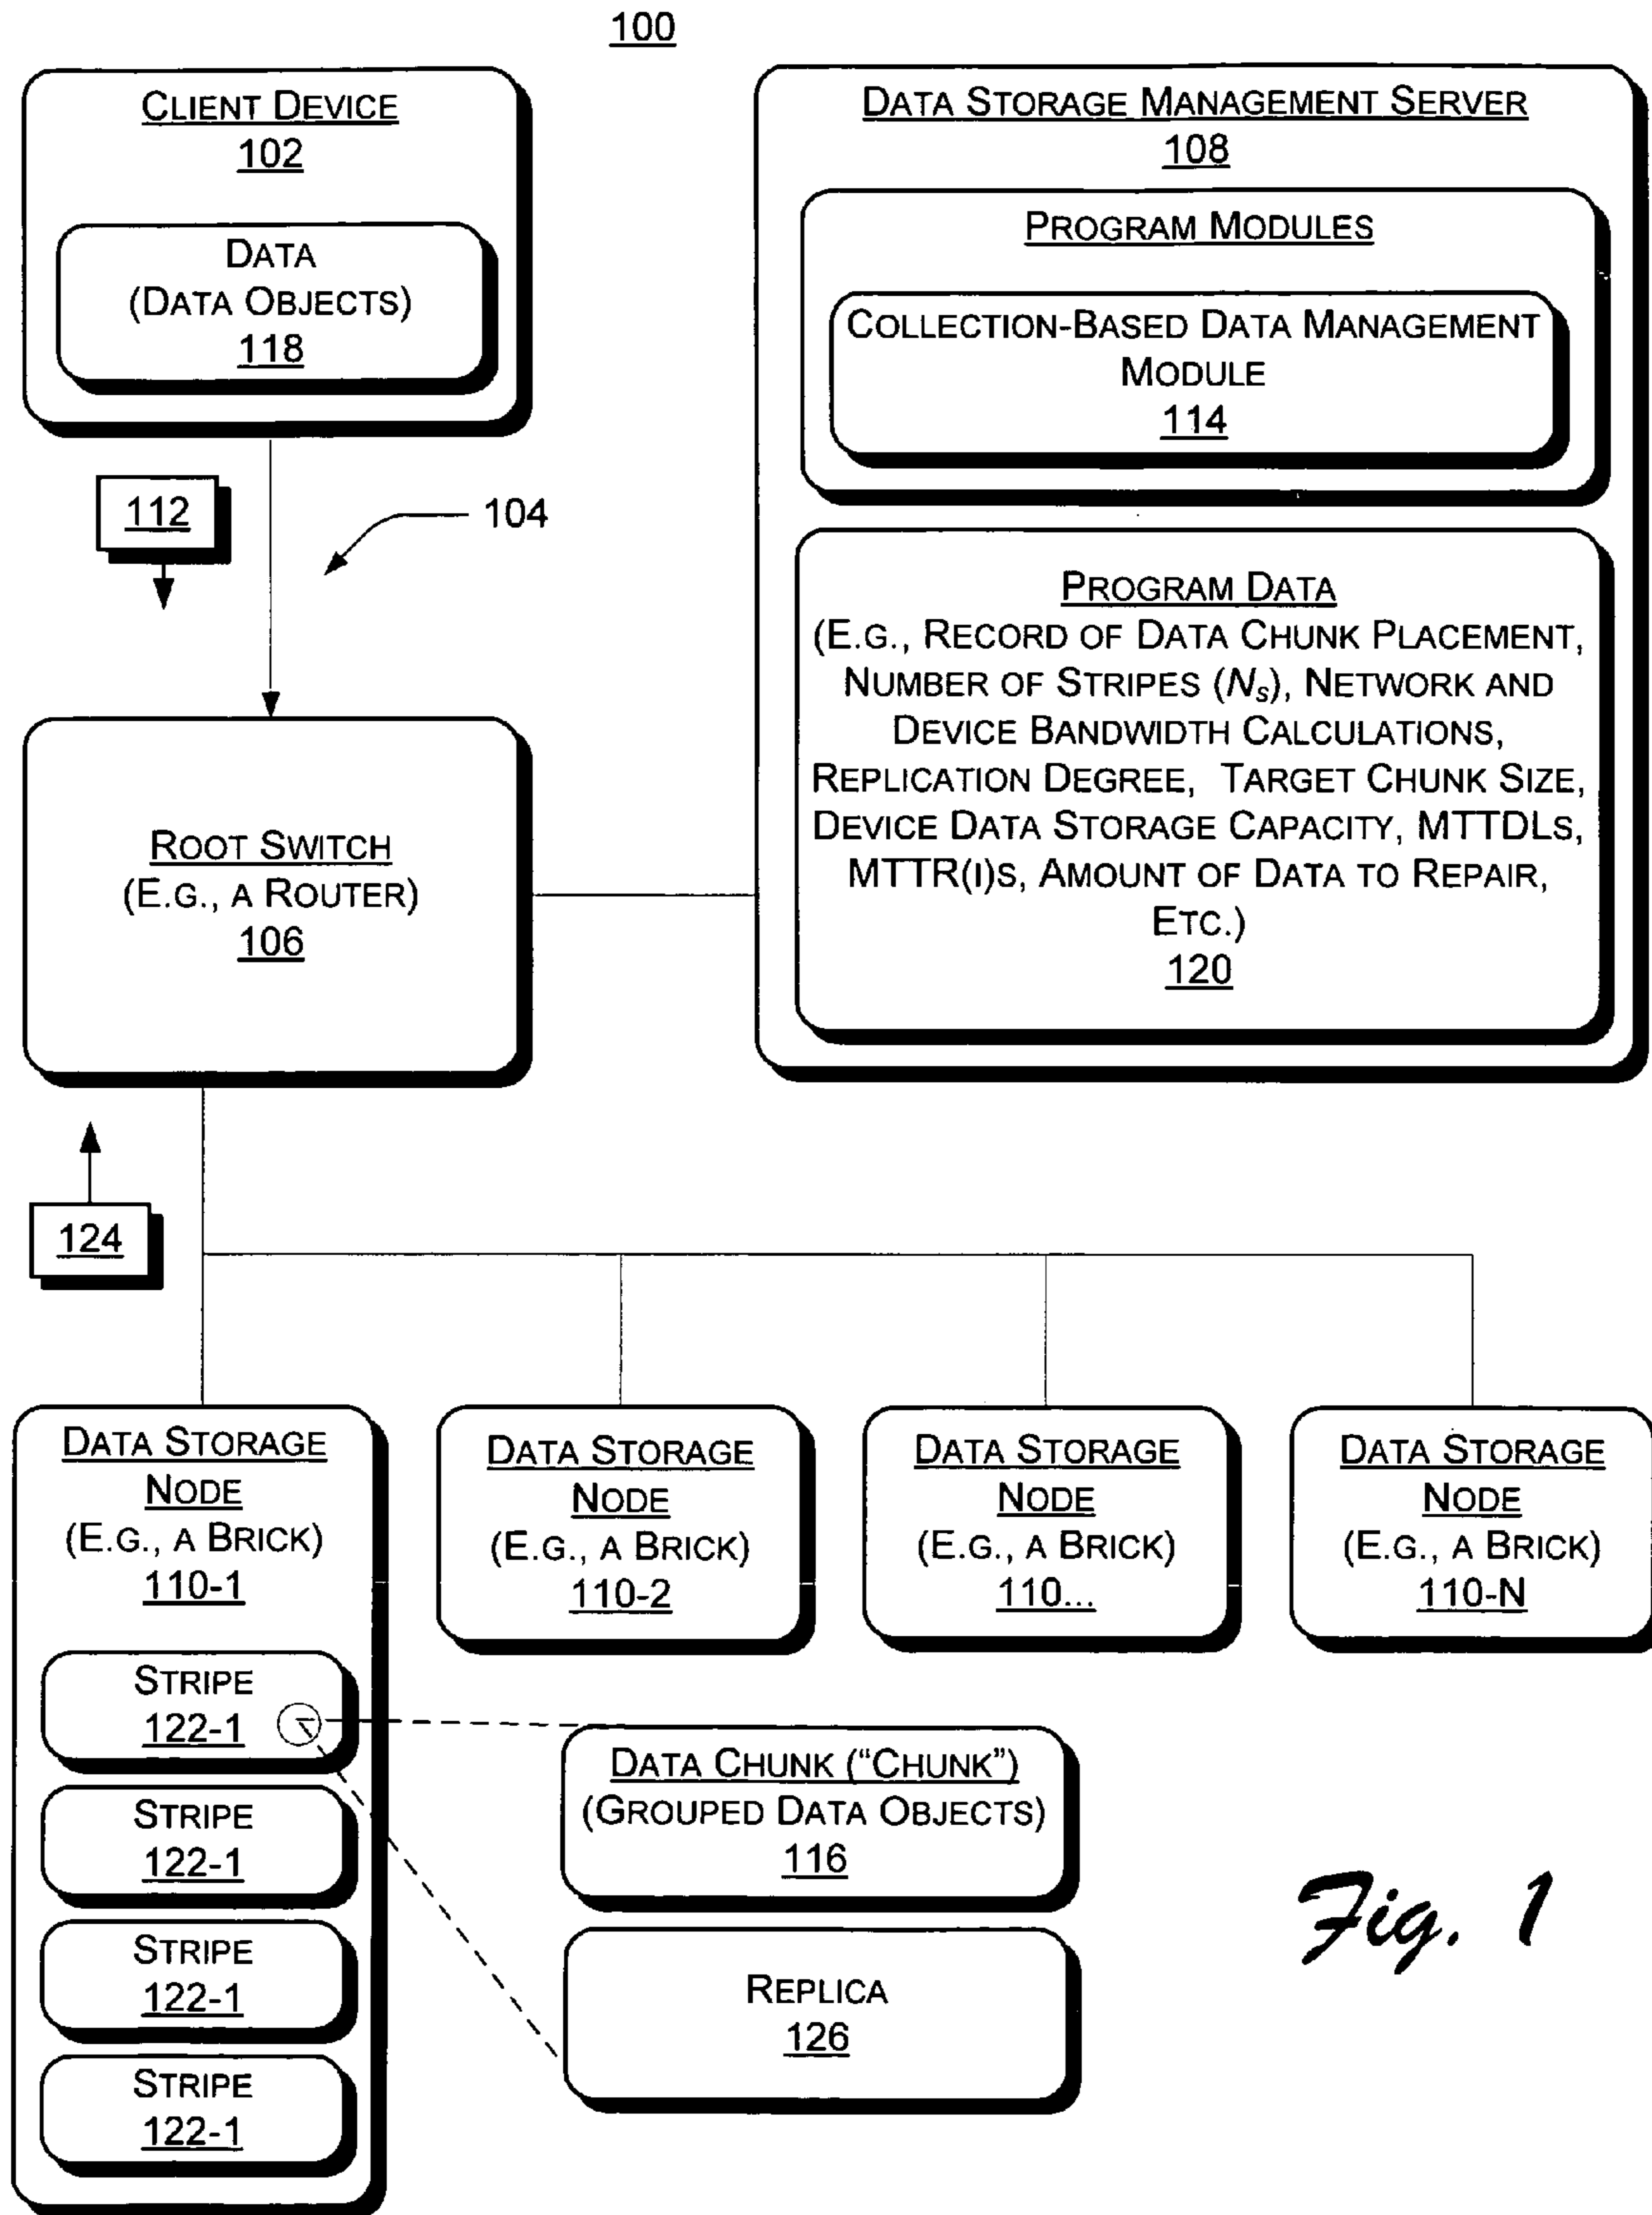 100
CLIENT DEVICE
102
DATA
(DATA OBJECTS)
118
DATA STORAGE MANAGEMENT SERVER
108
PROGRAM MODULES
COLLECTION-BASED DATA MANAGEMENT
MODULE
114
112
104
PROGRAM DATA
(E.G., RECORD OF DATA CHUNK PLACEMENT,
NUMBER OF STRIPES (Ns), NETWORK AND
DEVICE BANDWIDTH CALCULATIONS,
REPLICATION DEGREE, TARGET CHUNK SIZE,
DEVICE DATA STORAGE CAPACITY, MTTDLS,
MTTR(I)S, AMOUNT OF DATA TO REPAIR,
ETC.)
120
ROOT SWITCH
(E.G., A ROUTER)
106
124
DATA STORAGE
NODE
(E.G., A BRICK)
110-1
DATA STORAGE
NODE
(E.G., A BRICK)
110-2
DATA STORAGE
NODE
(E.G., A BRICK)
110...
DATA STORAGE
NODE
(E.G., A BRICK)
110-N
STRIPE
122-1
STRIPE
122-1
STRIPE
122-1
STRIPE
122-1
DATA CHUNK (“CHUNK”)
(GROUPED DATA OBJECTS)
116
REPLICA
126
Fig. 1